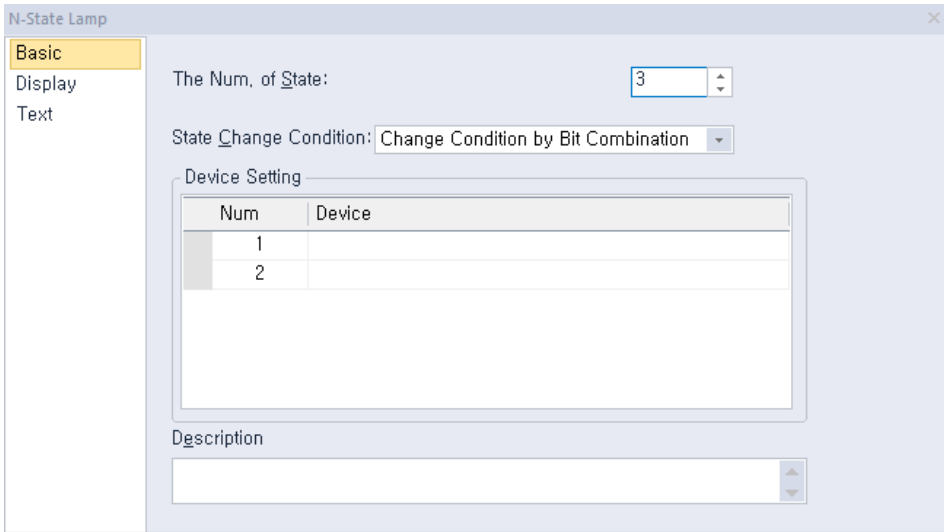 N-State Lamp
Basic
Display
Text
The Num. of State:
3
State Change Condition:
Change Condition by Bit Combination
Device Setting
Num Device
1
2
Description